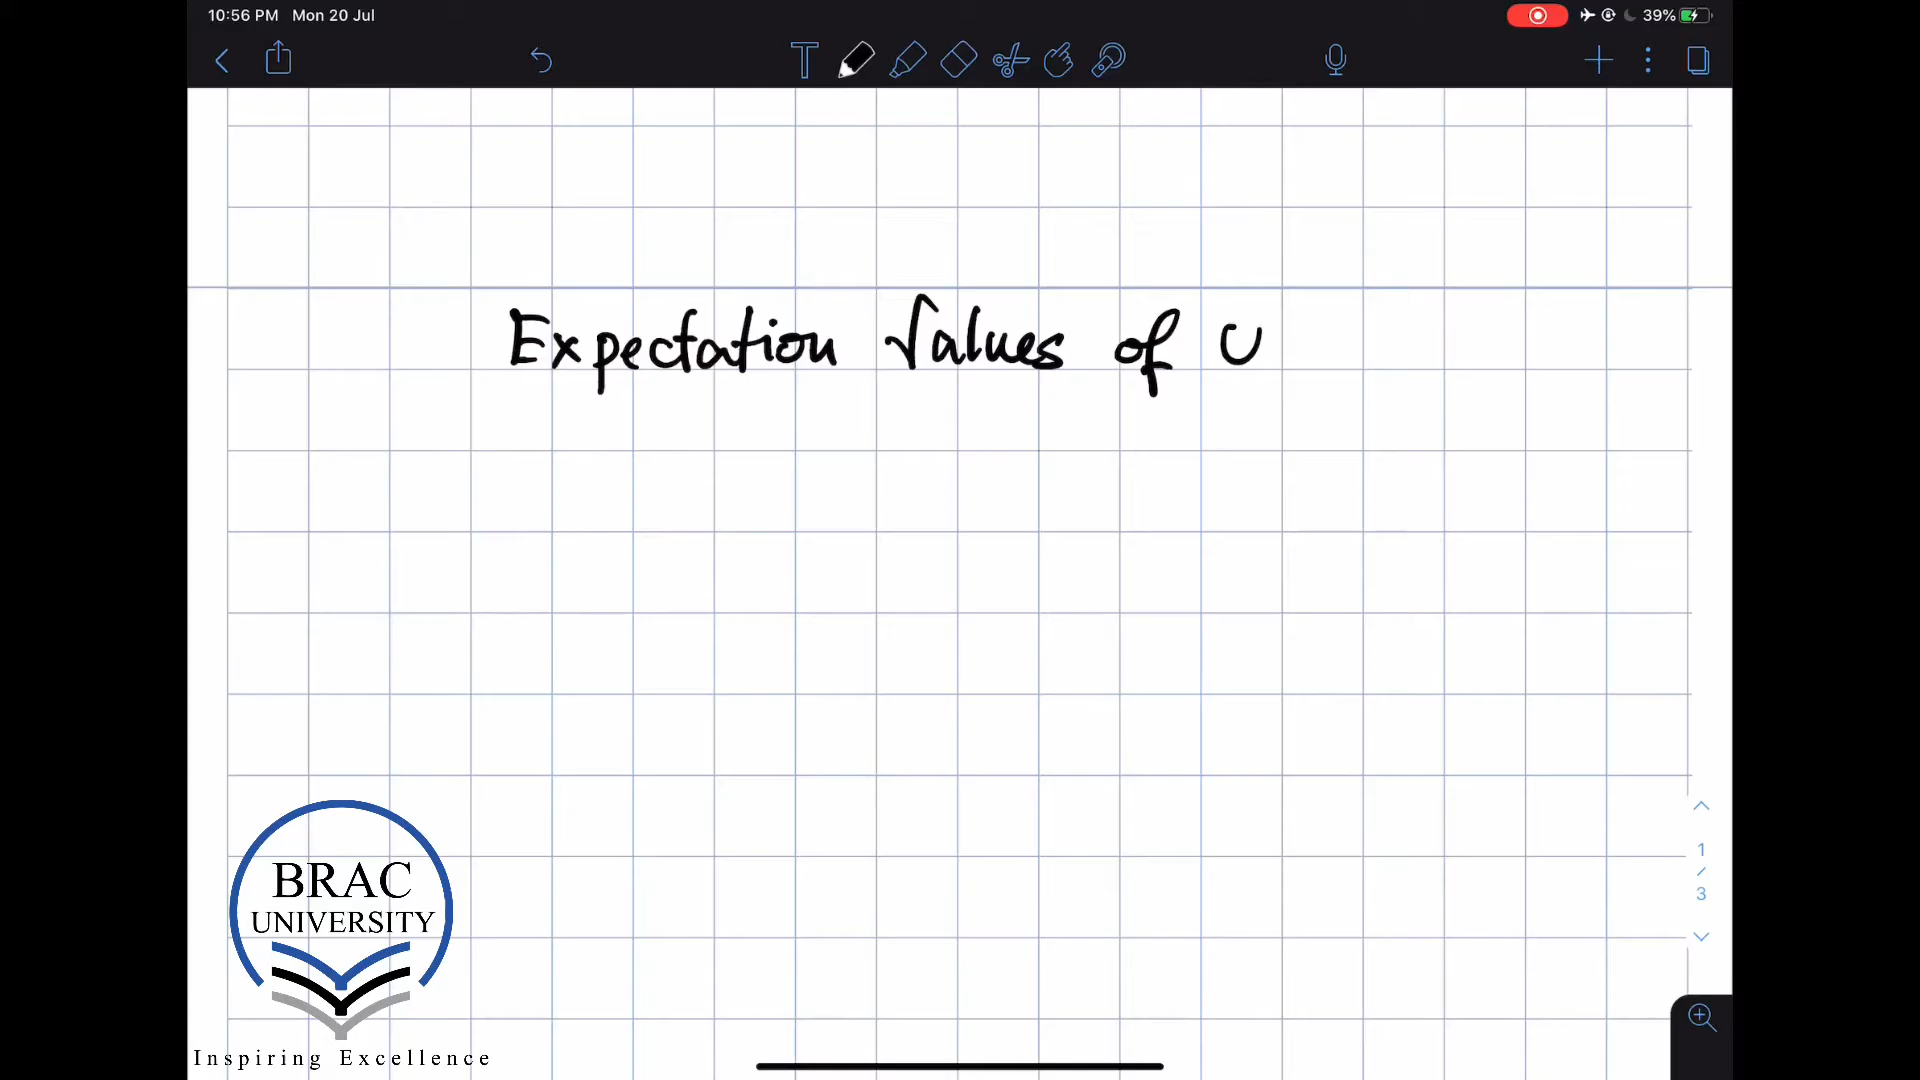 10:56 PM Mon 20 Jul 39%
T
Expectation Values of U
1
/
3
BRAC
UNIVERSITY
Inspiring Excellence